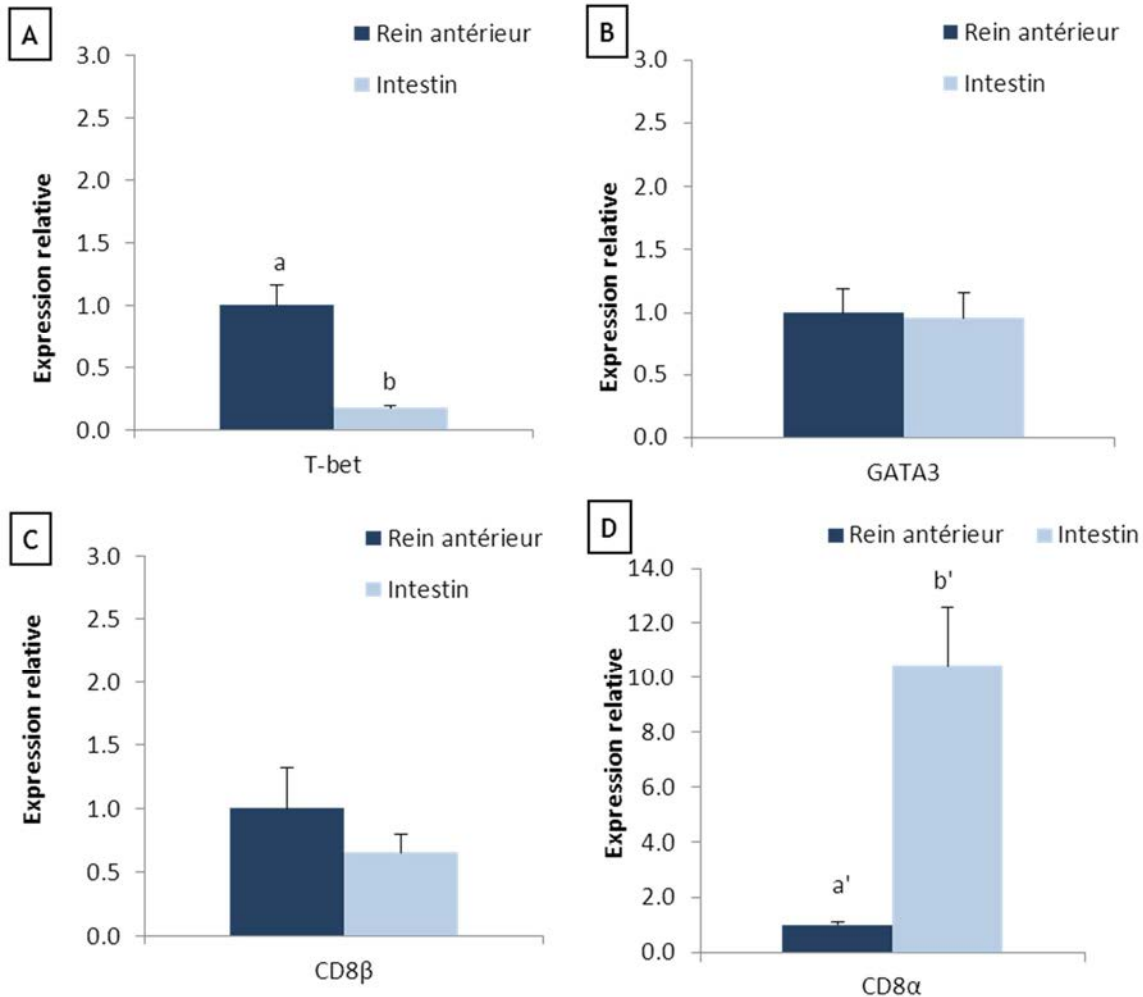 A
Rein antérieur
Intestin
Expression relative
3.0
2.5
2.0
1.5
1.0
0.5
0.0
a
b
T-bet
B
Rein antérieur
Intestin
Expression relative
3.0
2.5
2.0
1.5
1.0
0.5
0.0
GATA3
C
Rein antérieur
Intestin
Expression relative
3.0
2.5
2.0
1.5
1.0
0.5
0.0
CD8β
D
Rein antérieur Intestin
Expression relative
14.0
12.0
10.0
8.0
6.0
4.0
2.0
0.0
a'
b'
CD8α